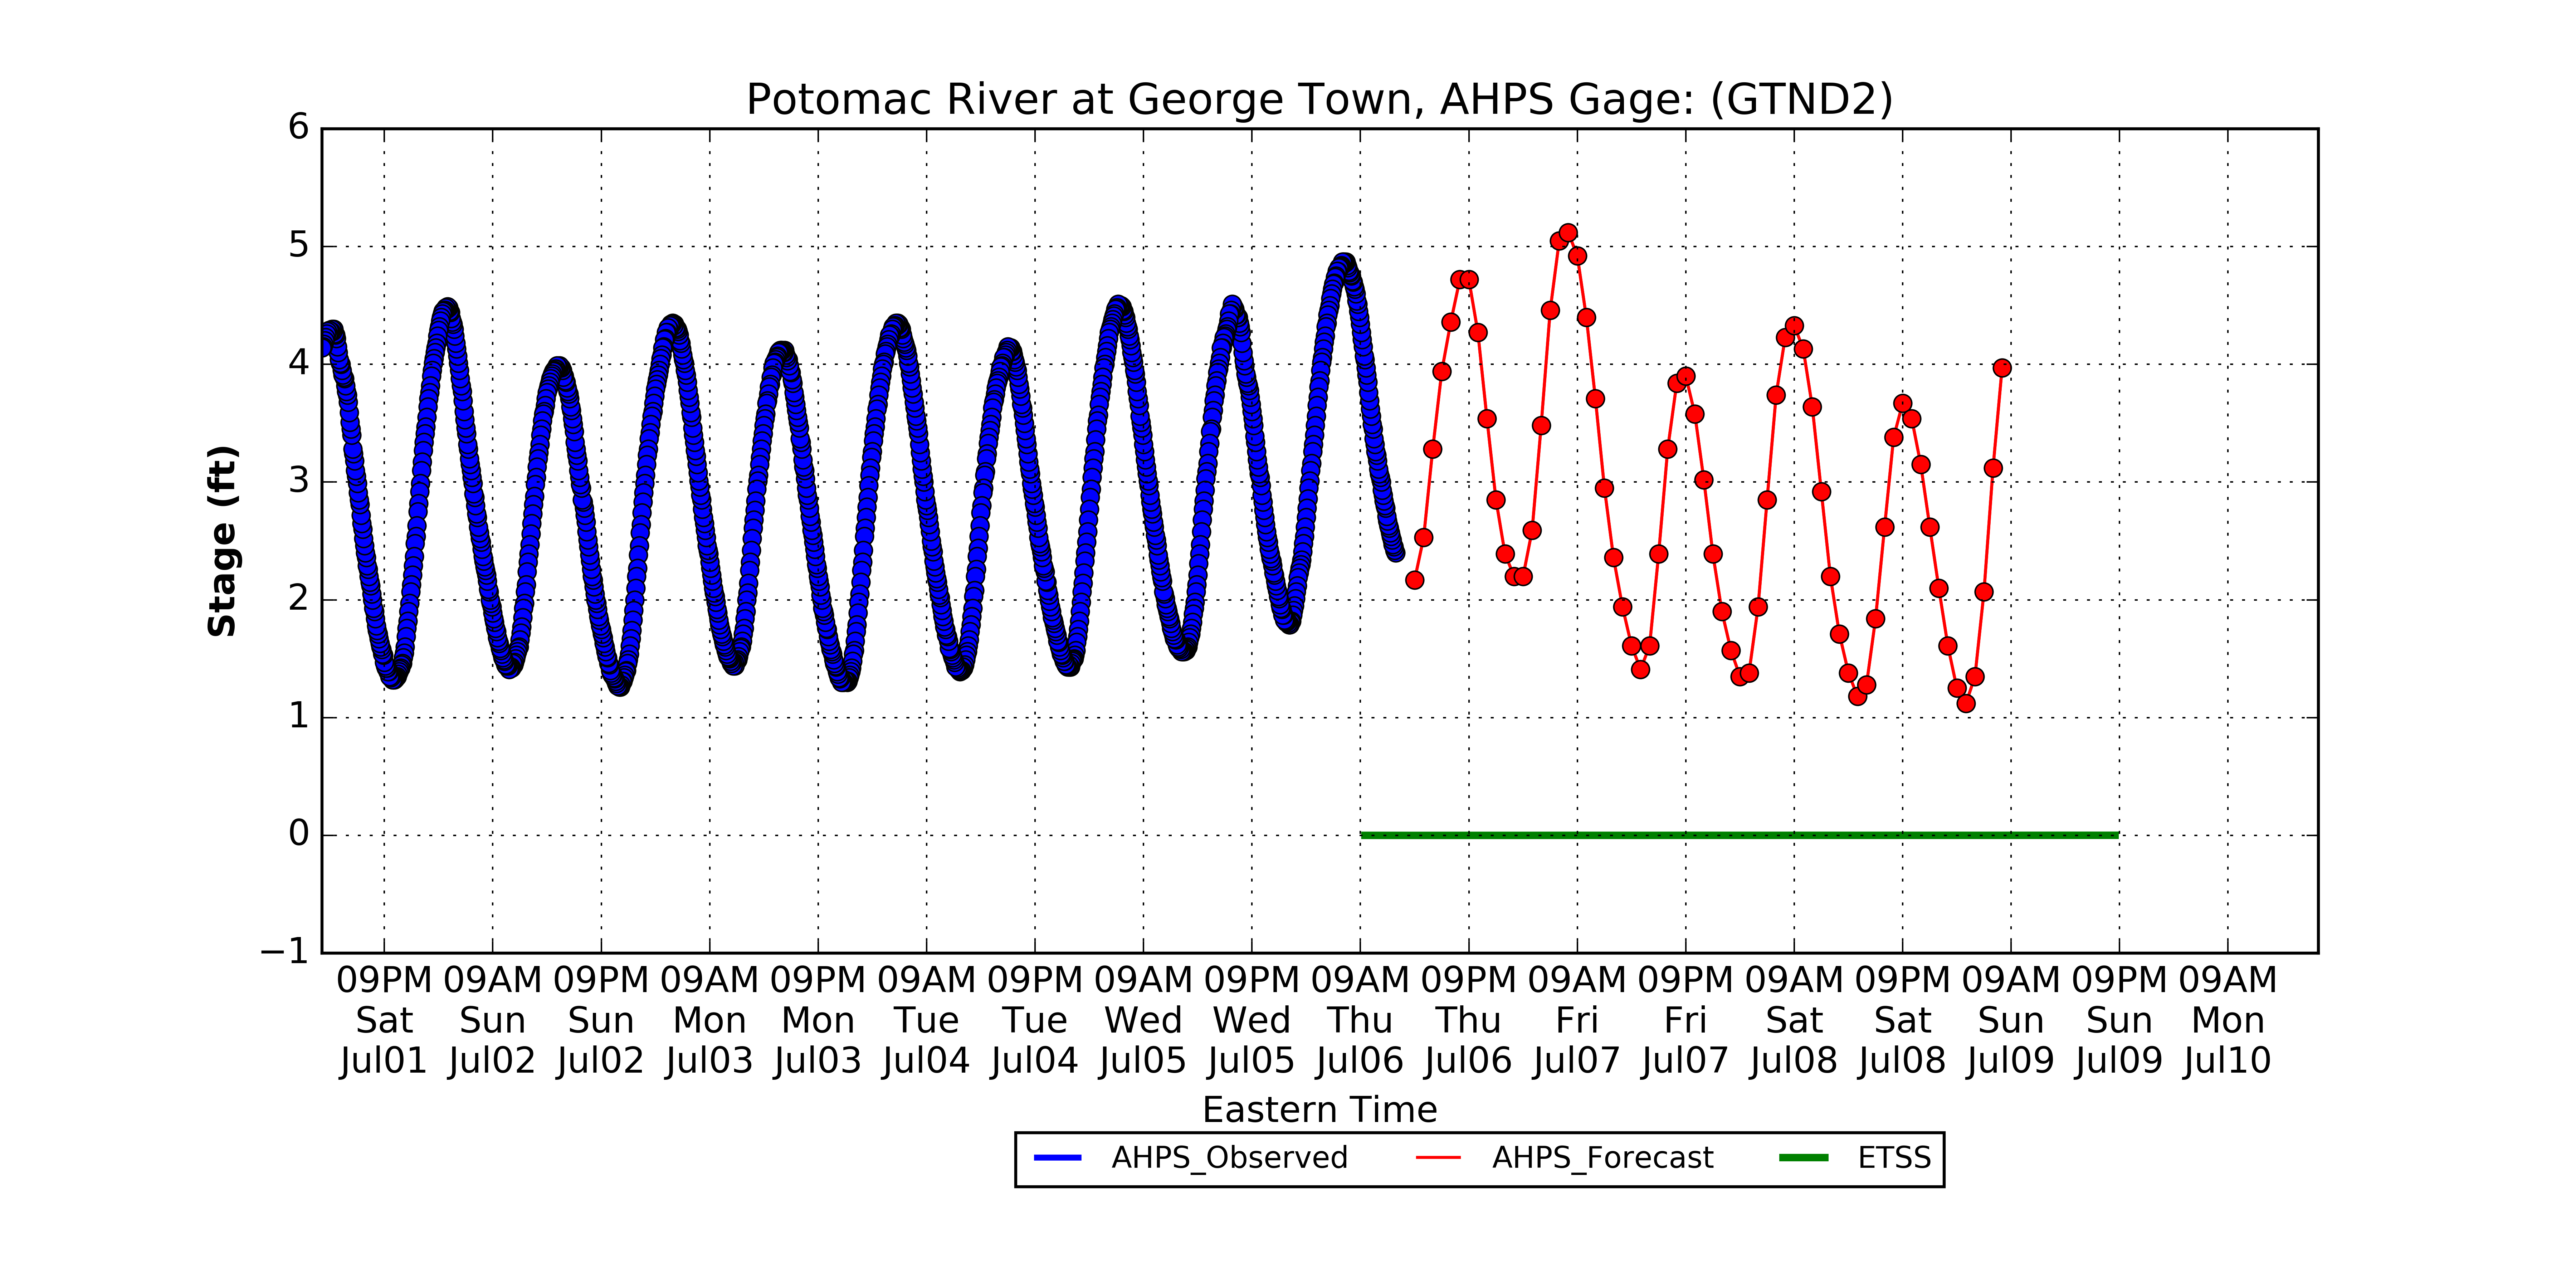 Potomac River at George Town, AHPS Gage: (GTND2)
6
5
4
3
2
1
0
−1
Stage (ft)
09PM 09AM 09PM 09AM 09PM 09AM 09PM 09AM 09PM 09AM 09PM 09AM 09PM 09AM 09PM 09AM 09PM 09AM
Sat Sun Sun Mon Mon Tue Tue Wed Wed Thu Thu Fri Fri Sat Sat Sun Sun Mon
Jul01 Jul02 Jul02 Jul03 Jul03 Jul04 Jul04 Jul05 Jul05 Jul06 Jul06 Jul07 Jul07 Jul08 Jul08 Jul09 Jul09 Jul10
Eastern Time
AHPS_Observed AHPS_Forecast ETSS